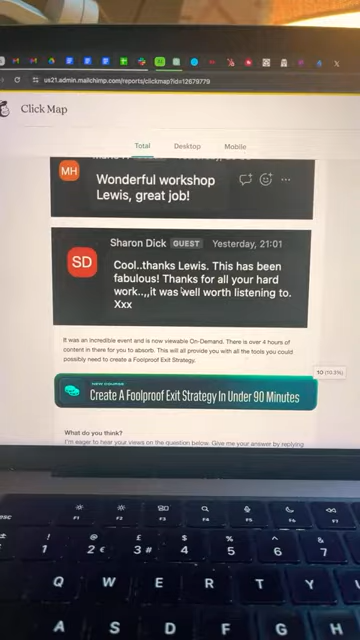 us21.admin.mailchimp.com/reports/clickmap?id=12679779
Click Map
Total Desktop Mobile
MH
Wonderful workshop
Lewis, great job!
Sharon Dick GUEST Yesterday, 21:01
SD
Cool..thanks Lewis. This has been
fabulous! Thanks for all your hard
work..,,it was well worth listening to.
Xxx
It was an incredible event and is now viewable On-Demand. There is over 4 hours of
content in there for you to absorb. This will all provide you with all the tools you could
possibly need to create a Foolproof Exit Strategy.
10 (10.3%)
NEW COURSE
Create A Foolproof Exit Strategy In Under 90 Minutes
What do you think?
I'm eager to hear your views on the question below. Give me your answer by replying
esc F1 F2 F3 F4 F5 F6 F7
! @ £ $ % ^ &
1 2 € 3 # 4 5 6 7
Q W E R T Y
A S D F G H